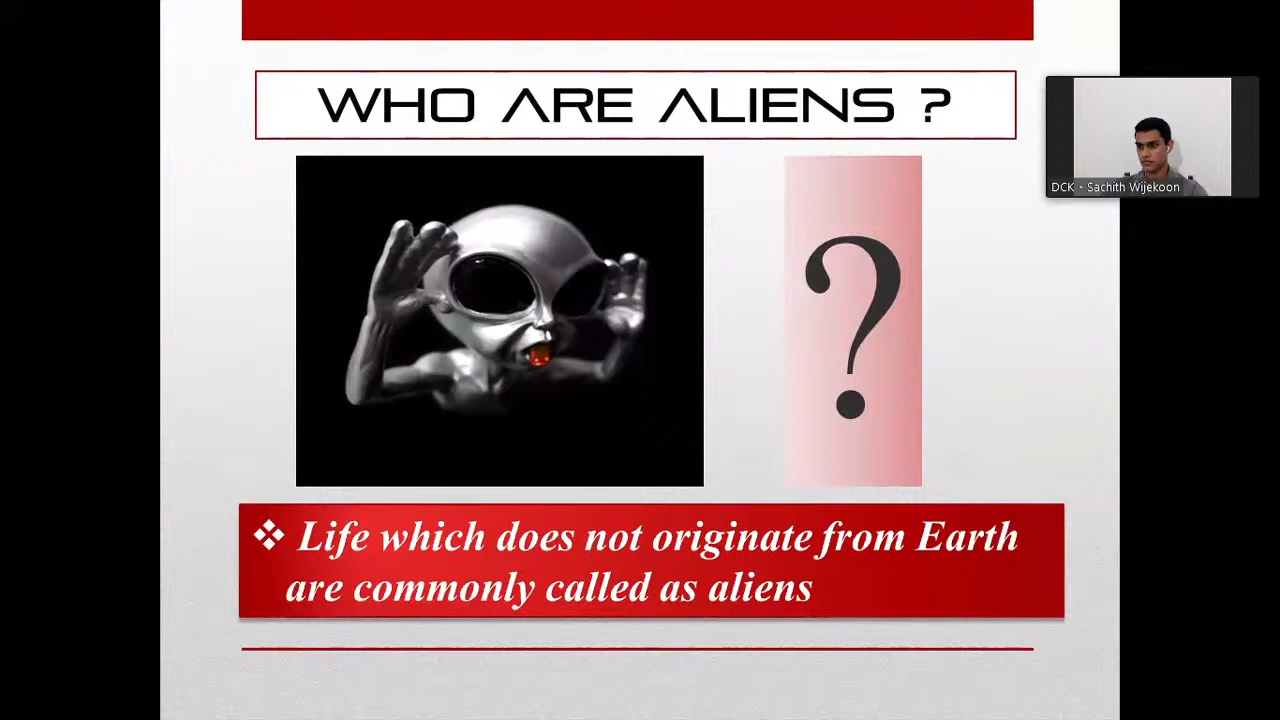 WHO ARE ALIENS ?
?
DCK - Sachith Wijekoon
❖ Life which does not originate from Earth
are commonly called as aliens